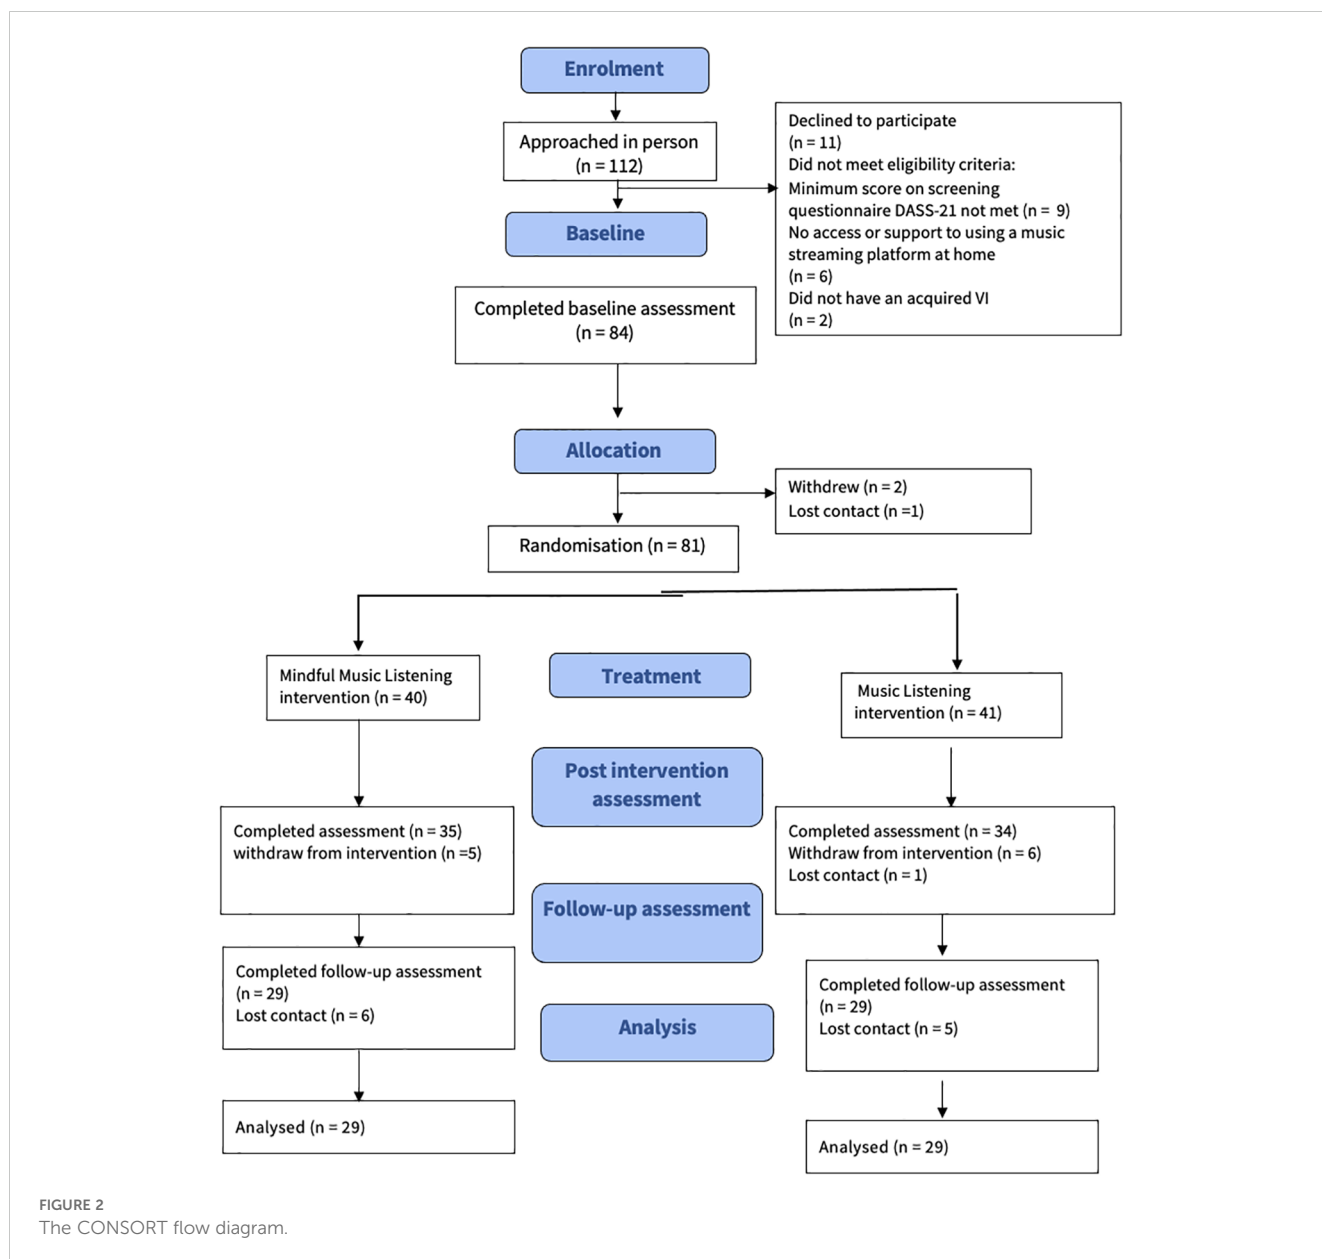 Enrolment
Approached in person
(n = 112)
Declined to participate
(n = 11)
Did not meet eligibility criteria:
Minimum score on screening
questionnaire DASS-21 not met (n = 9)
No access or support to using a music
streaming platform at home
(n = 6)
Did not have an acquired VI
(n = 2)
Baseline
Completed baseline assessment
(n = 84)
Allocation
Withdrew (n = 2)
Lost contact (n =1)
Randomisation (n = 81)
Mindful Music Listening
intervention (n = 40)
Treatment
Music Listening
intervention (n = 41)
Post intervention
assessment
Completed assessment (n = 35)
withdraw from intervention (n =5)
Completed assessment (n = 34)
Withdraw from intervention (n = 6)
Lost contact (n = 1)
Follow-up assessment
Completed follow-up assessment
(n = 29)
Lost contact (n = 6)
Completed follow-up assessment
(n = 29)
Lost contact (n = 5)
Analysis
Analysed (n = 29)
Analysed (n = 29)
FIGURE 2
The CONSORT flow diagram.